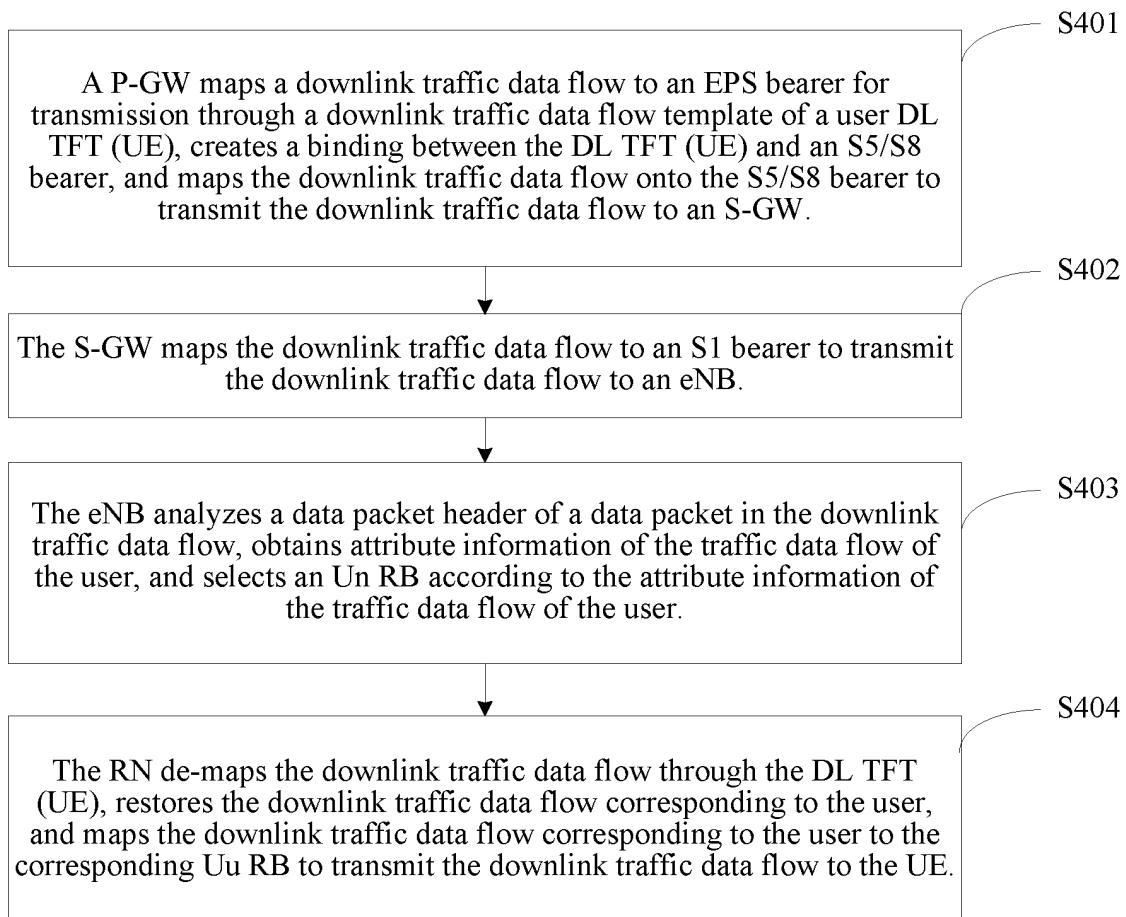 S401
A P-GW maps a downlink traffic data flow to an EPS bearer for
transmission through a downlink traffic data flow template of a user DL
TFT (UE), creates a binding between the DL TFT (UE) and an S5/S8
bearer, and maps the downlink traffic data flow onto the S5/S8 bearer to
transmit the downlink traffic data flow to an S-GW.
S402
The S-GW maps the downlink traffic data flow to an S1 bearer to transmit
the downlink traffic data flow to an eNB.
S403
The eNB analyzes a data packet header of a data packet in the downlink
traffic data flow, obtains attribute information of the traffic data flow of
the user, and selects an Un RB according to the attribute information of
the traffic data flow of the user.
S404
The RN de-maps the downlink traffic data flow through the DL TFT
(UE), restores the downlink traffic data flow corresponding to the user,
and maps the downlink traffic data flow corresponding to the user to the
corresponding Uu RB to transmit the downlink traffic data flow to the UE.